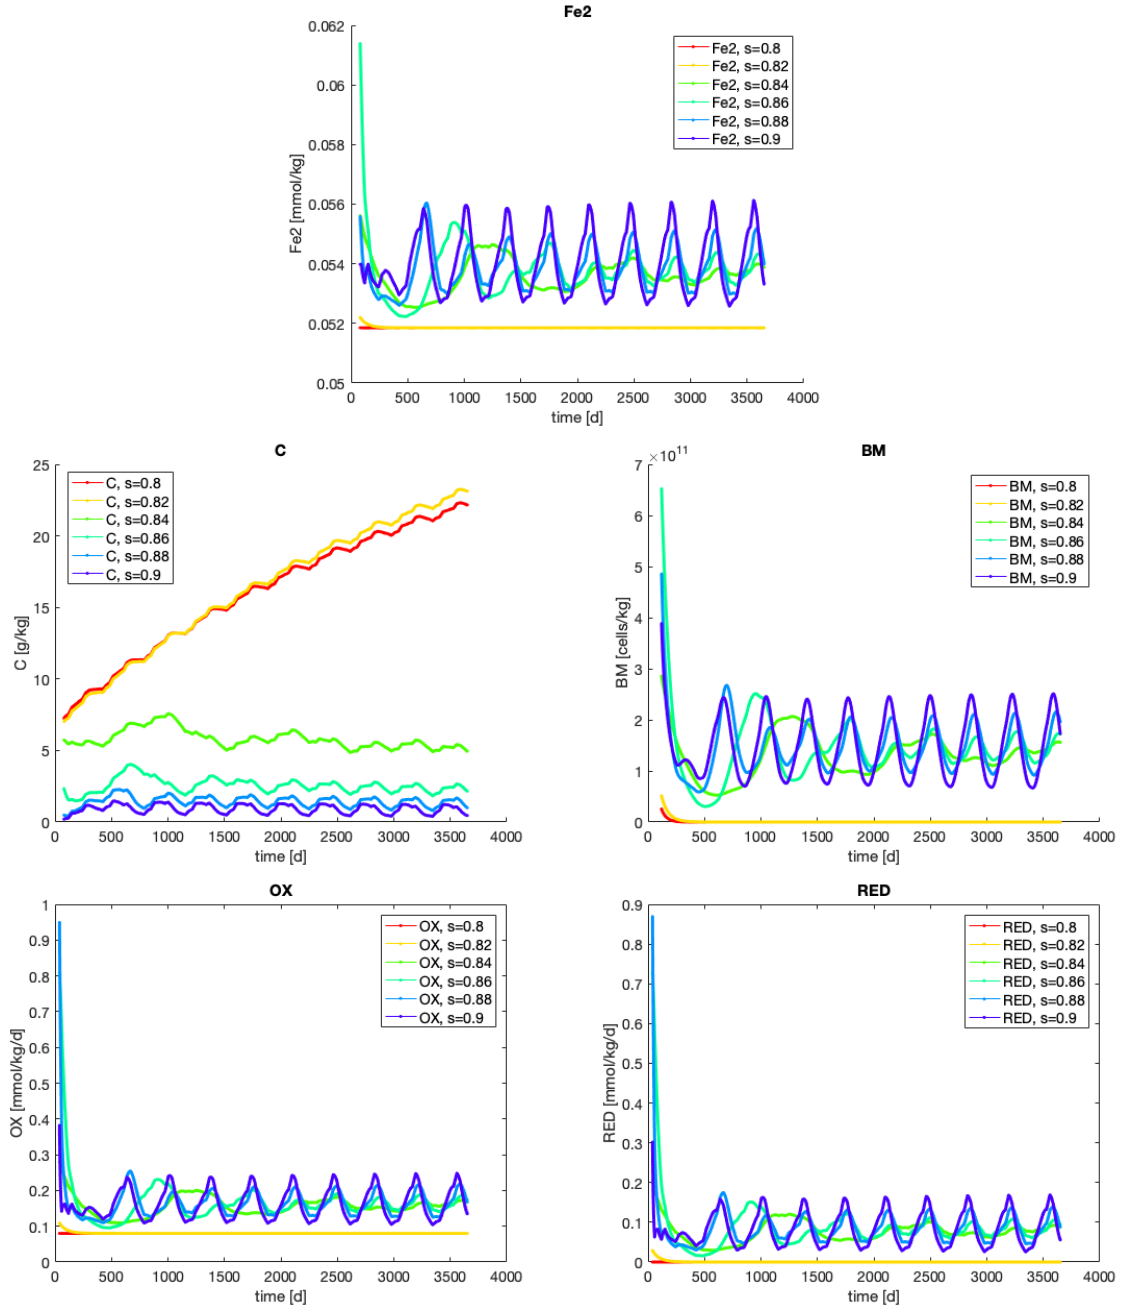 Fe2
0.062
0.06
0.058
0.056
0.054
0.052
0.05
Fe2 [mmol/kg]
0 500 1000 1500 2000 2500 3000 3500 4000
time [d]
Fe2, s=0.8
Fe2, s=0.82
Fe2, s=0.84
Fe2, s=0.86
Fe2, s=0.88
Fe2, s=0.9
C
25
20
15
10
5
0
C [g/kg]
0 500 1000 1500 2000 2500 3000 3500 4000
time [d]
C, s=0.8
C, s=0.82
C, s=0.84
C, s=0.86
C, s=0.88
C, s=0.9
BM
×10^11
7
6
5
4
3
2
1
0
BM [cells/kg]
0 500 1000 1500 2000 2500 3000 3500 4000
time [d]
BM, s=0.8
BM, s=0.82
BM, s=0.84
BM, s=0.86
BM, s=0.88
BM, s=0.9
OX
1
0.9
0.8
0.7
0.6
0.5
0.4
0.3
0.2
0.1
0
OX [mmol/kg/d]
0 500 1000 1500 2000 2500 3000 3500 4000
time [d]
OX, s=0.8
OX, s=0.82
OX, s=0.84
OX, s=0.86
OX, s=0.88
OX, s=0.9
RED
0.9
0.8
0.7
0.6
0.5
0.4
0.3
0.2
0.1
0
RED [mmol/kg/d]
0 500 1000 1500 2000 2500 3000 3500 4000
time [d]
RED, s=0.8
RED, s=0.82
RED, s=0.84
RED, s=0.86
RED, s=0.88
RED, s=0.9